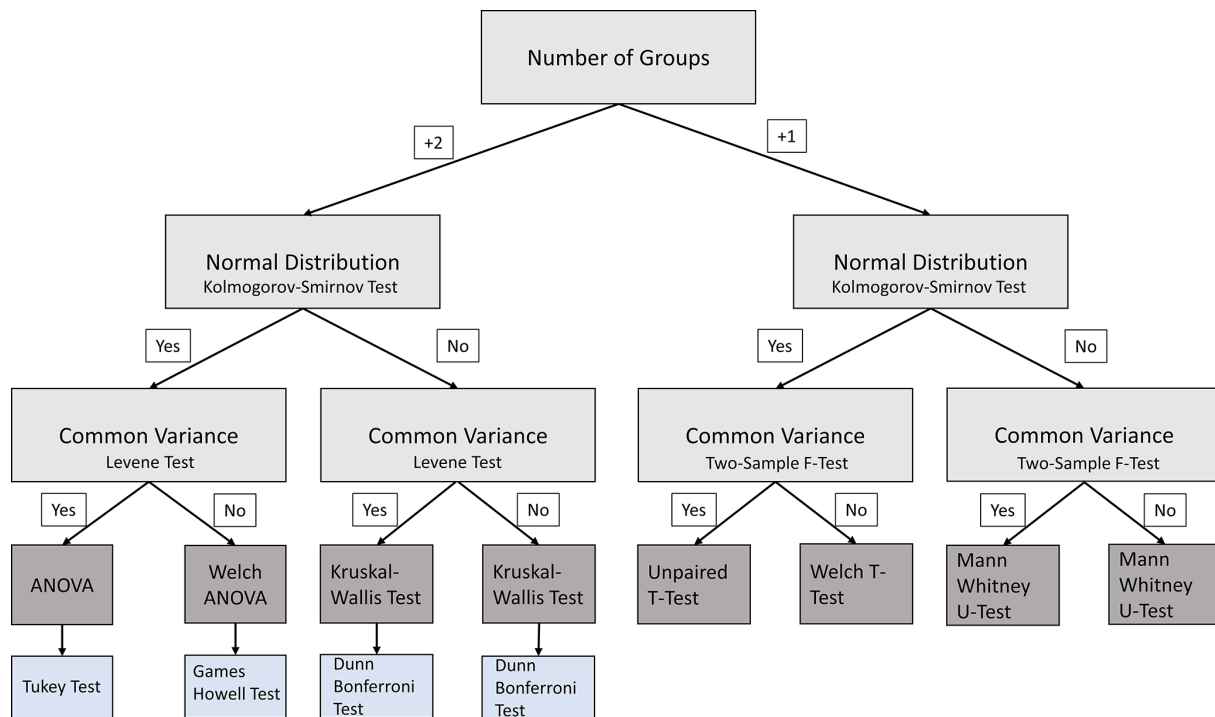 Number of Groups
+2
+1
Normal Distribution
Kolmogorov-Smirnov Test
Normal Distribution
Kolmogorov-Smirnov Test
Yes
No
Yes
No
Common Variance
Levene Test
Common Variance
Levene Test
Common Variance
Two-Sample F-Test
Common Variance
Two-Sample F-Test
Yes
No
Yes
No
Yes
No
Yes
No
ANOVA
Welch
ANOVA
Kruskal-
Wallis Test
Kruskal-
Wallis Test
Unpaired
T-Test
Welch T-
Test
Mann
Whitney
U-Test
Mann
Whitney
U-Test
Tukey Test
Games
Howell Test
Dunn
Bonferroni
Test
Dunn
Bonferroni
Test